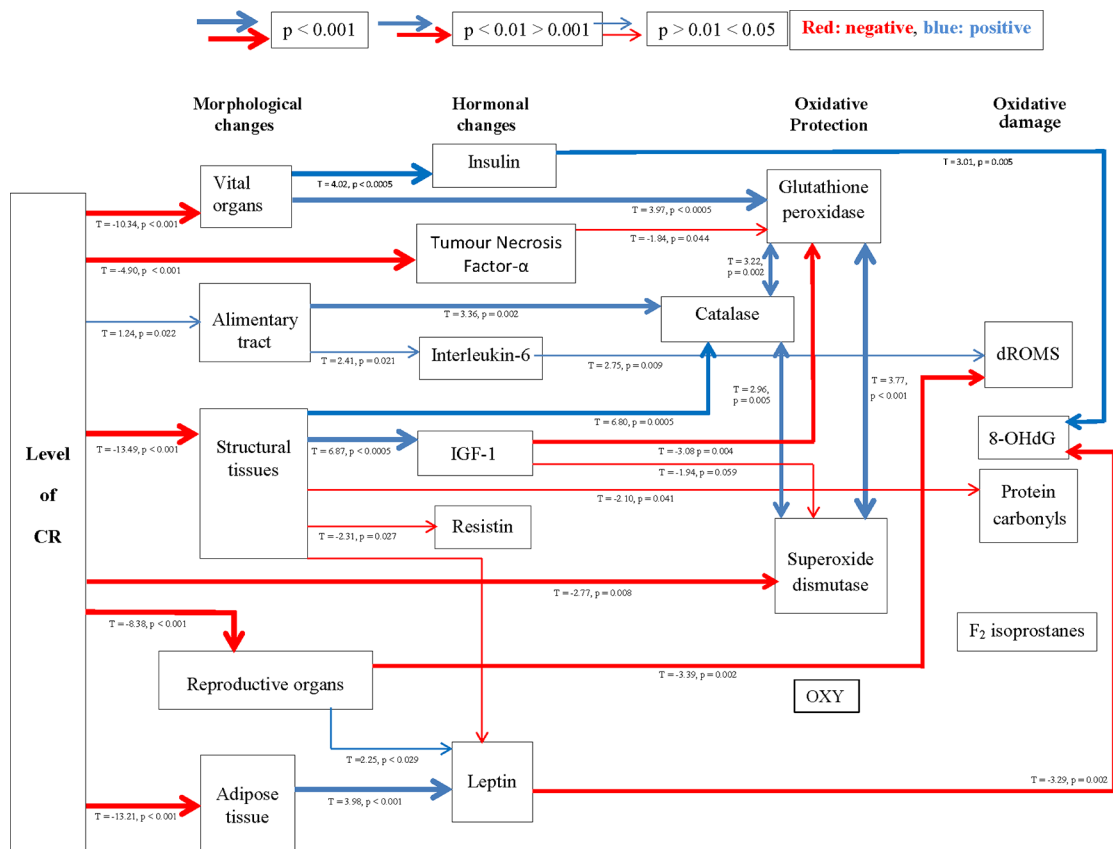 p < 0.001
p < 0.01 > 0.001
p > 0.01 < 0.05
Red: negative, blue: positive
Morphological
changes
Hormonal
changes
Oxidative
Protection
Oxidative
damage
Level
of
CR
Vital
organs
Insulin
Glutathione
peroxidase
T = 4.02, p < 0.0005
T = 3.01, p = 0.005
T = 3.97, p < 0.0005
T = -10.34, p < 0.001
Tumour Necrosis
Factor-α
T = -1.84, p = 0.044
T = -4.90, p < 0.001
T = 3.22,
p = 0.002
Alimentary
tract
Catalase
T = 3.36, p = 0.002
T = 1.24, p = 0.022
Interleukin-6
T = 2.41, p = 0.021
T = 2.75, p = 0.009
dROMS
T = 2.96,
p = 0.005
T = 3.77,
p < 0.001
Structural
tissues
T = 6.80, p = 0.0005
T = -13.49, p < 0.001
IGF-1
T = 6.87, p < 0.0005
T = -3.08 p = 0.004
T = -1.94, p = 0.059
8-OHdG
T = -2.10, p = 0.041
Protein
carbonyls
Resistin
T = -2.31, p = 0.027
Superoxide
dismutase
T = -2.77, p = 0.008
T = -8.38, p < 0.001
F₂ isoprostanes
Reproductive organs
T = -3.39, p = 0.002
OXY
T =2.25, p < 0.029
Leptin
T = -3.29, p = 0.002
Adipose
tissue
T = 3.98, p < 0.001
T = -13.21, p < 0.001